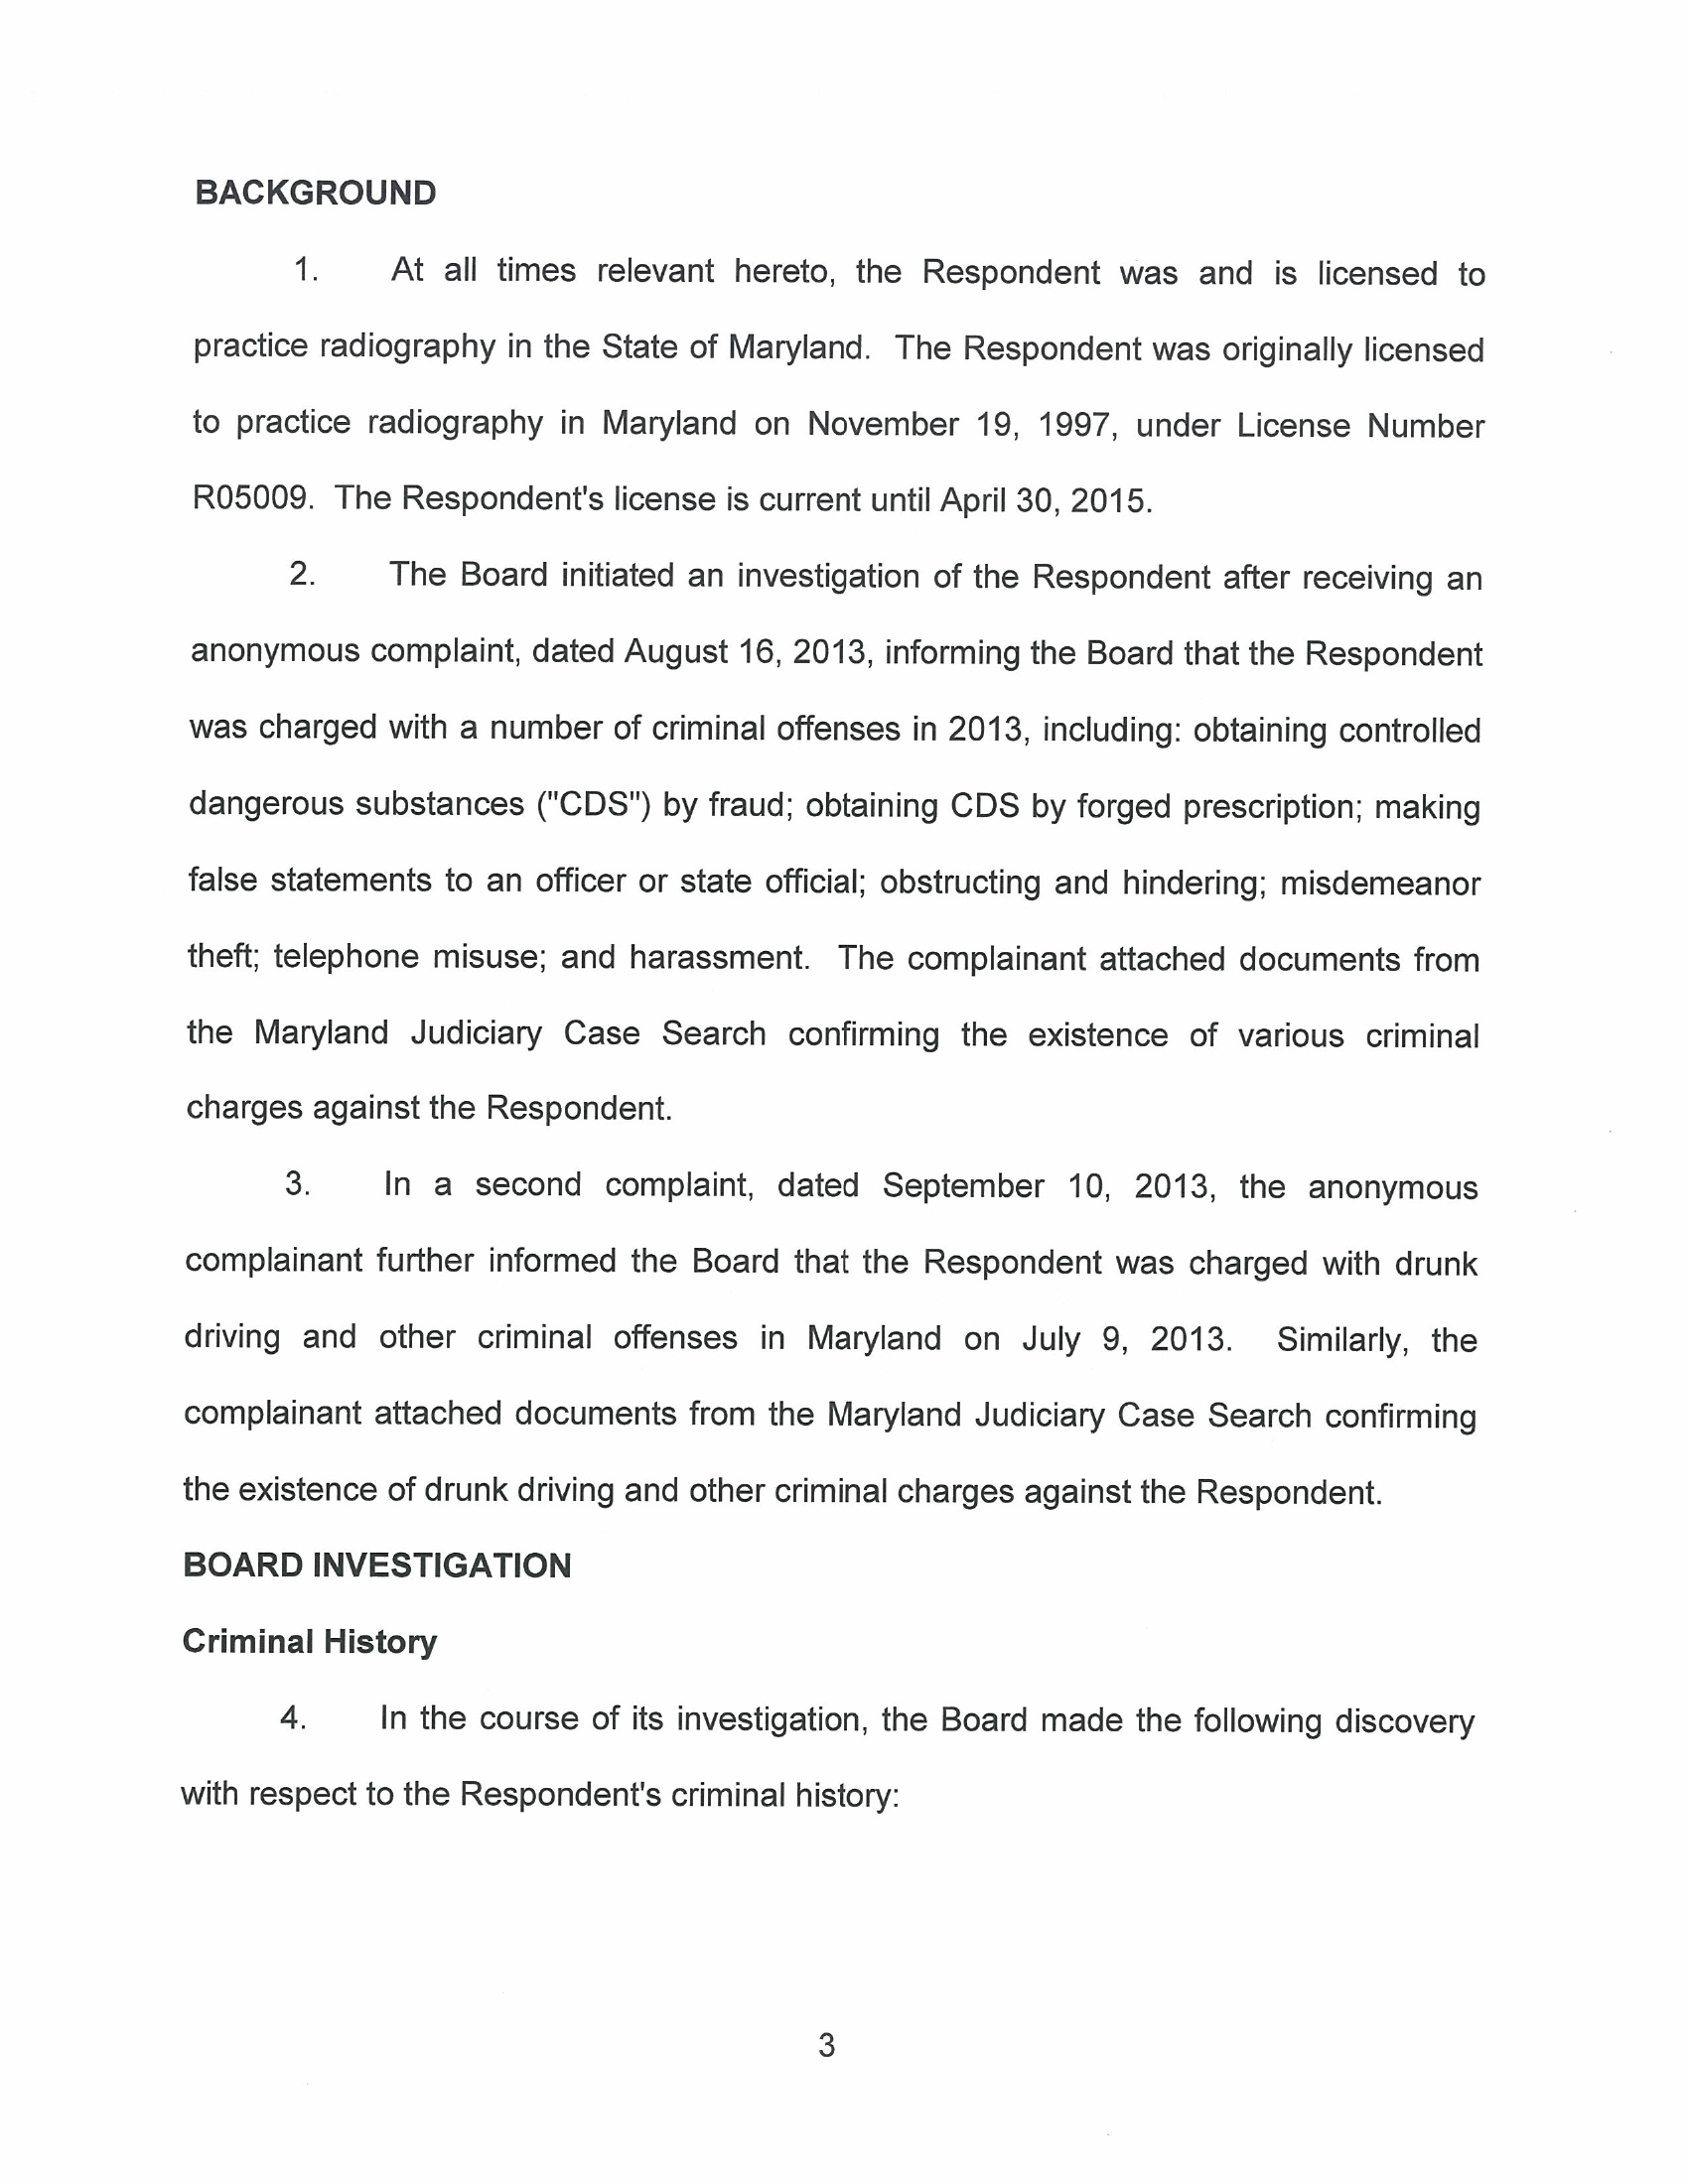 BACKGROUND
1. At all times relevant hereto, the Respondent was and is licensed to
practice radiography in the State of Maryland. The Respondent was originally licensed
to practice radiography in Maryland on November 19, 1997, under License Number
R05009. The Respondent's license is current until April 30, 2015.
2. The Board initiated an investigation of the Respondent after receiving an
anonymous complaint, dated August 16, 2013, informing the Board that the Respondent
was charged with a number of criminal offenses in 2013, including: obtaining controlled
dangerous substances ("CDS") by fraud; obtaining CDS by forged prescription; making
false statements to an officer or state official; obstructing and hindering; misdemeanor
theft; telephone misuse; and harassment. The complainant attached documents from
the Maryland Judiciary Case Search confirming the existence of various criminal
charges against the Respondent.
3. In a second complaint, dated September 10, 2013, the anonymous
complainant further informed the Board that the Respondent was charged with drunk
driving and other criminal offenses in Maryland on July 9, 2013. Similarly, the
complainant attached documents from the Maryland Judiciary Case Search confirming
the existence of drunk driving and other criminal charges against the Respondent.
BOARD INVESTIGATION
Criminal History
4. In the course of its investigation, the Board made the following discovery
with respect to the Respondent's criminal history:
3